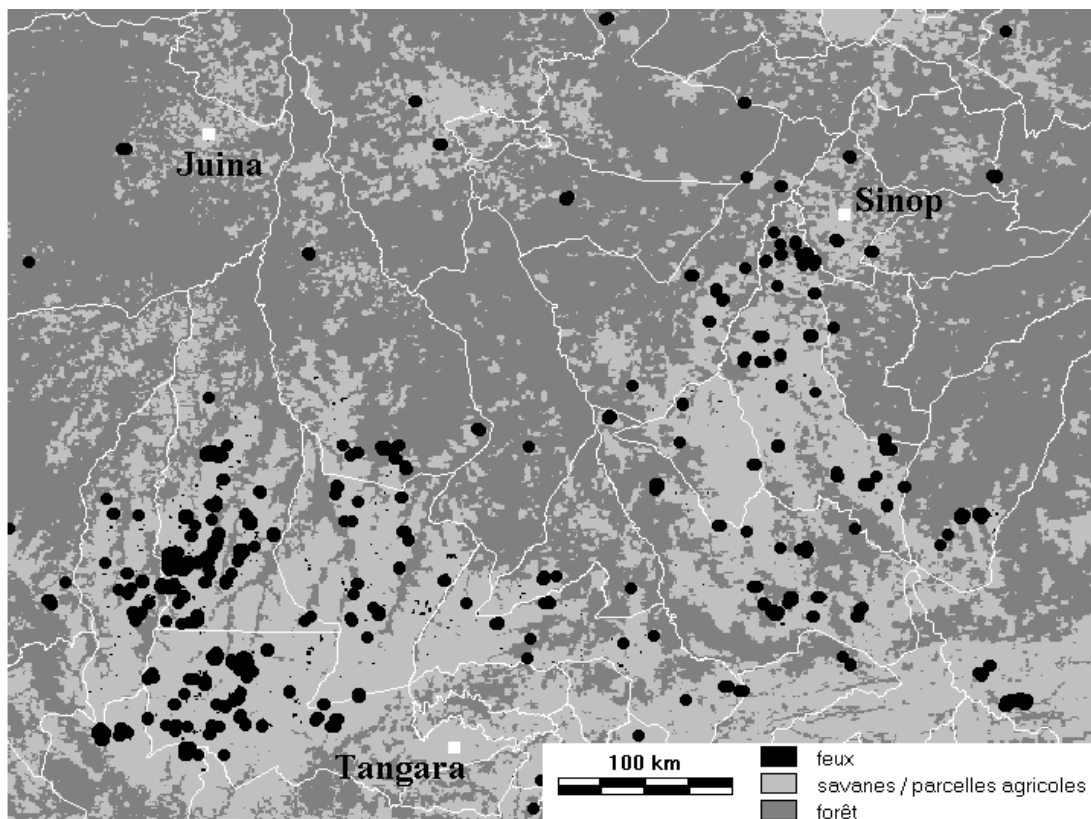 Juina
Sinop
Tangara
100 km
feux
savanes / parcelles agricoles
forêt